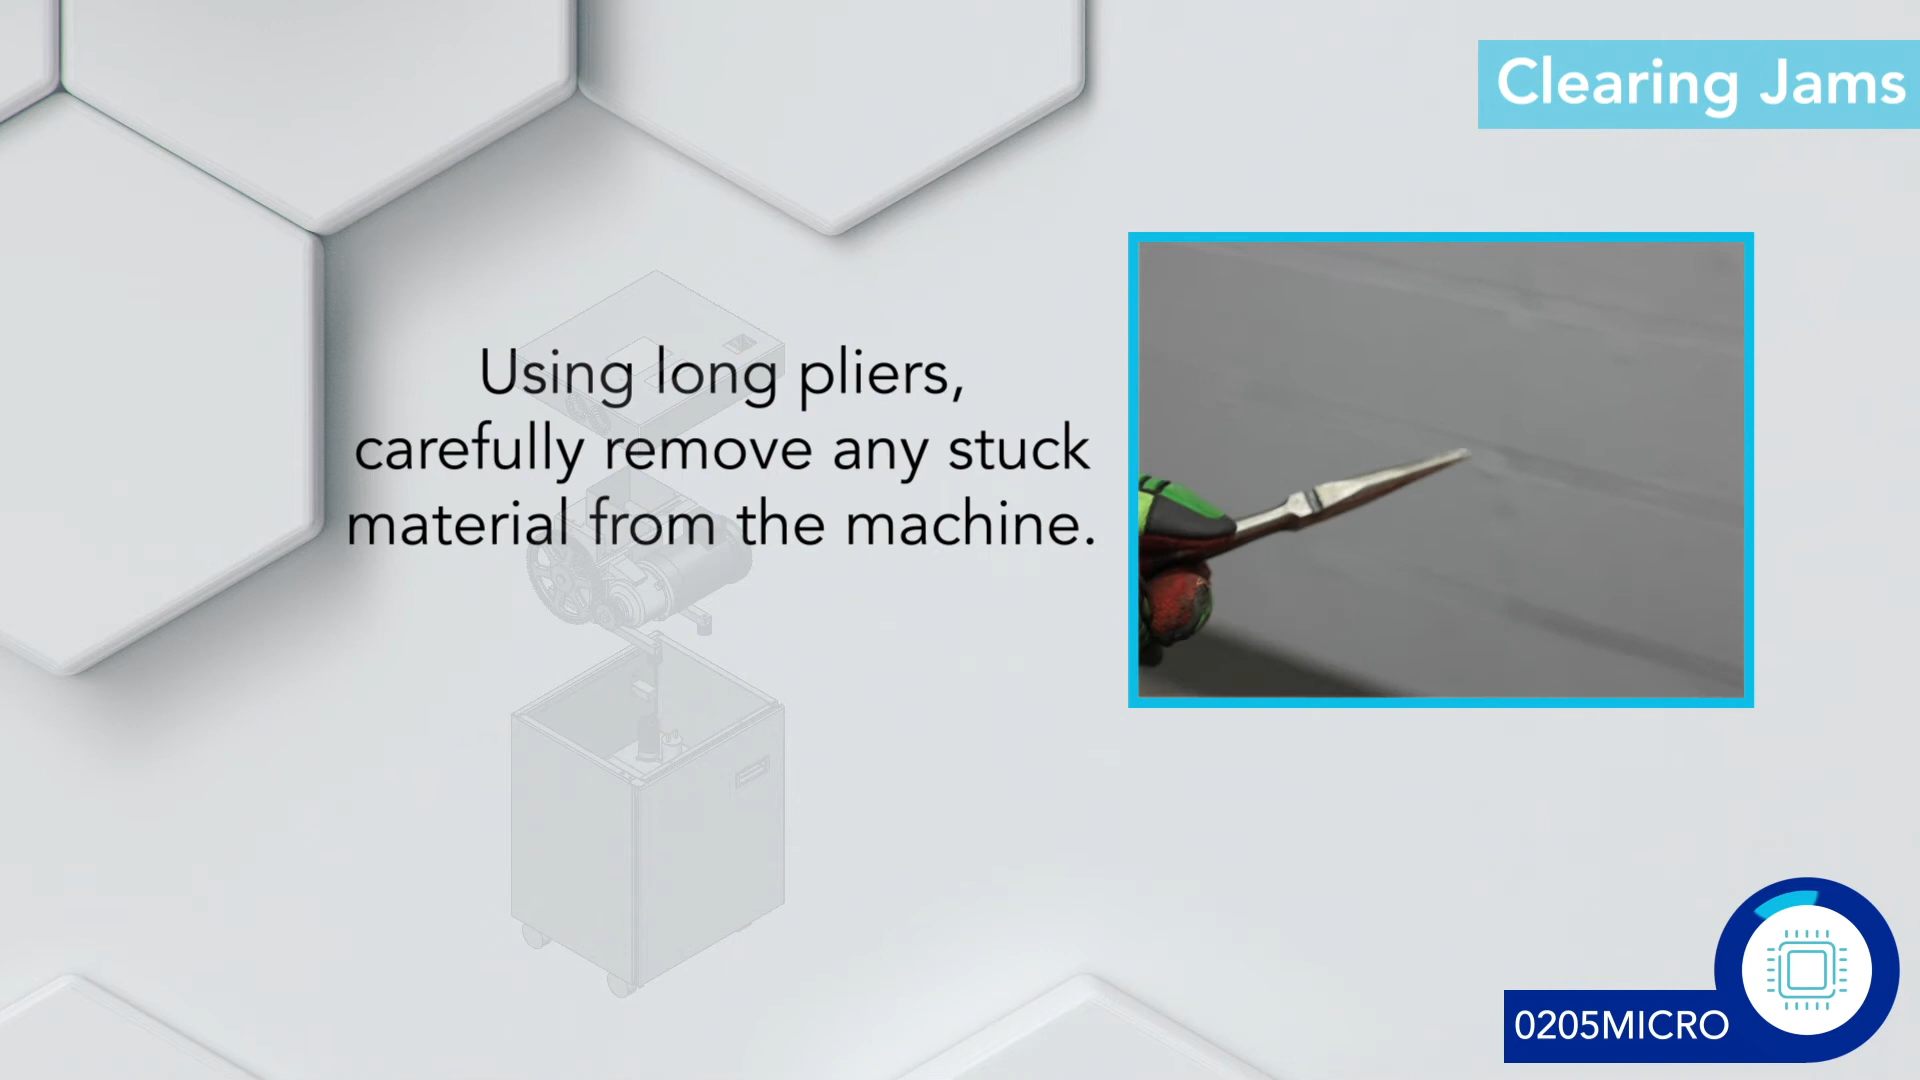 Clearing Jams
Using long pliers,
carefully remove any stuck
material from the machine.
0205MICRO